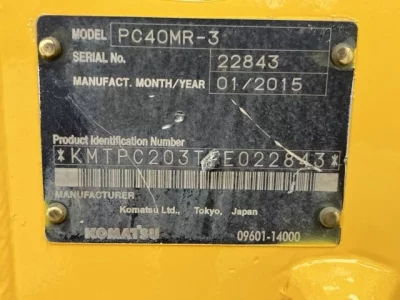 MODEL PC40MR-3
SERIAL No. 22843
MANUFACT. MONTH/YEAR 01/2015
Product Identification Number
MANUFACTURER
Komatsu Ltd., Tokyo, Japan
KOMATSU 09601-14000